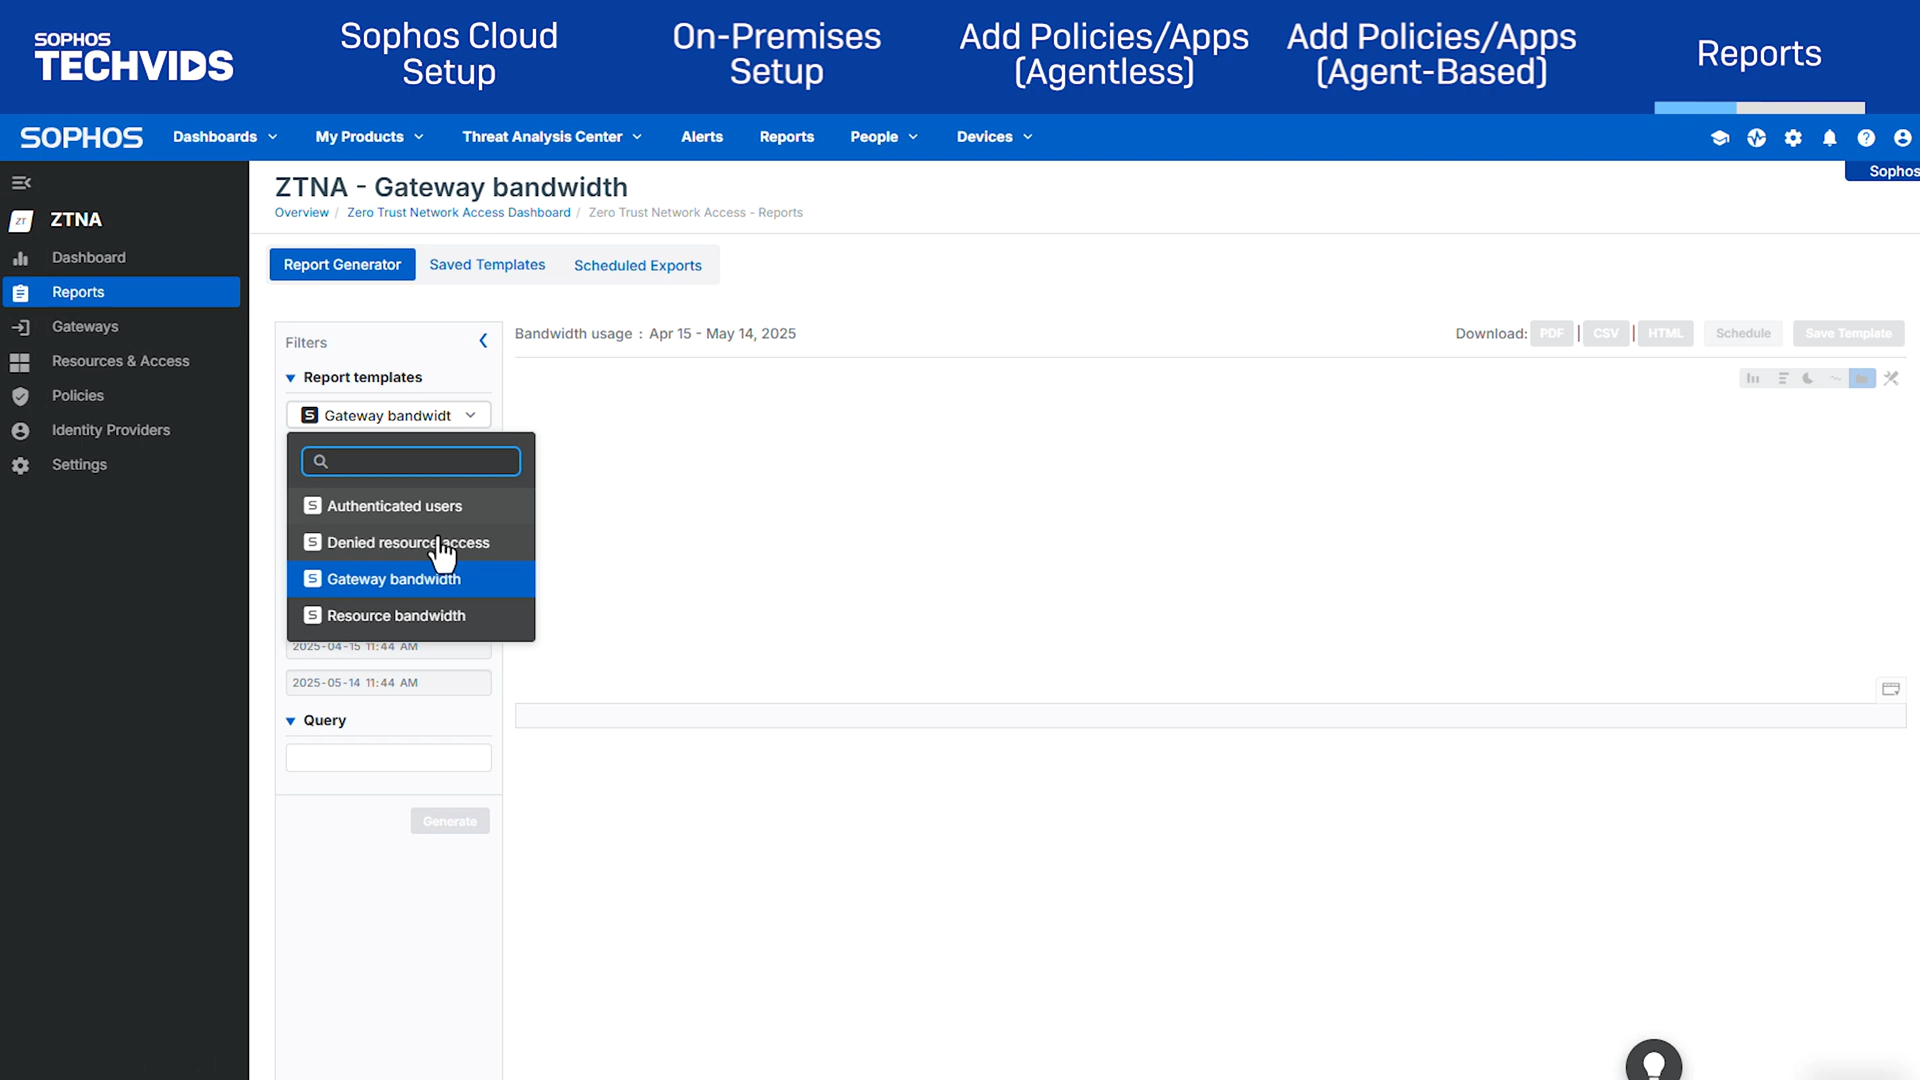 SOPHOS
TECHVIDS
Sophos Cloud
Setup
On-Premises
Setup
Add Policies/Apps
(Agentless)
Add Policies/Apps
(Agent-Based)
Reports
SOPHOS
Dashboards
My Products
Threat Analysis Center
Alerts
Reports
People
Devices
Sophos
ZT
ZTNA
Dashboard
Reports
Gateways
Resources & Access
Policies
Identity Providers
Settings
ZTNA - Gateway bandwidth
Overview / Zero Trust Network Access Dashboard / Zero Trust Network Access - Reports
Report Generator
Saved Templates
Scheduled Exports
Filters
Report templates
S Gateway bandwidt
S Authenticated users
S Denied resource access
S Gateway bandwidth
S Resource bandwidth
2025-04-15 11:44 AM
2025-05-14 11:44 AM
Query
Generate
Bandwidth usage : Apr 15 - May 14, 2025
Download: PDF | CSV | HTML
Schedule
Save Template